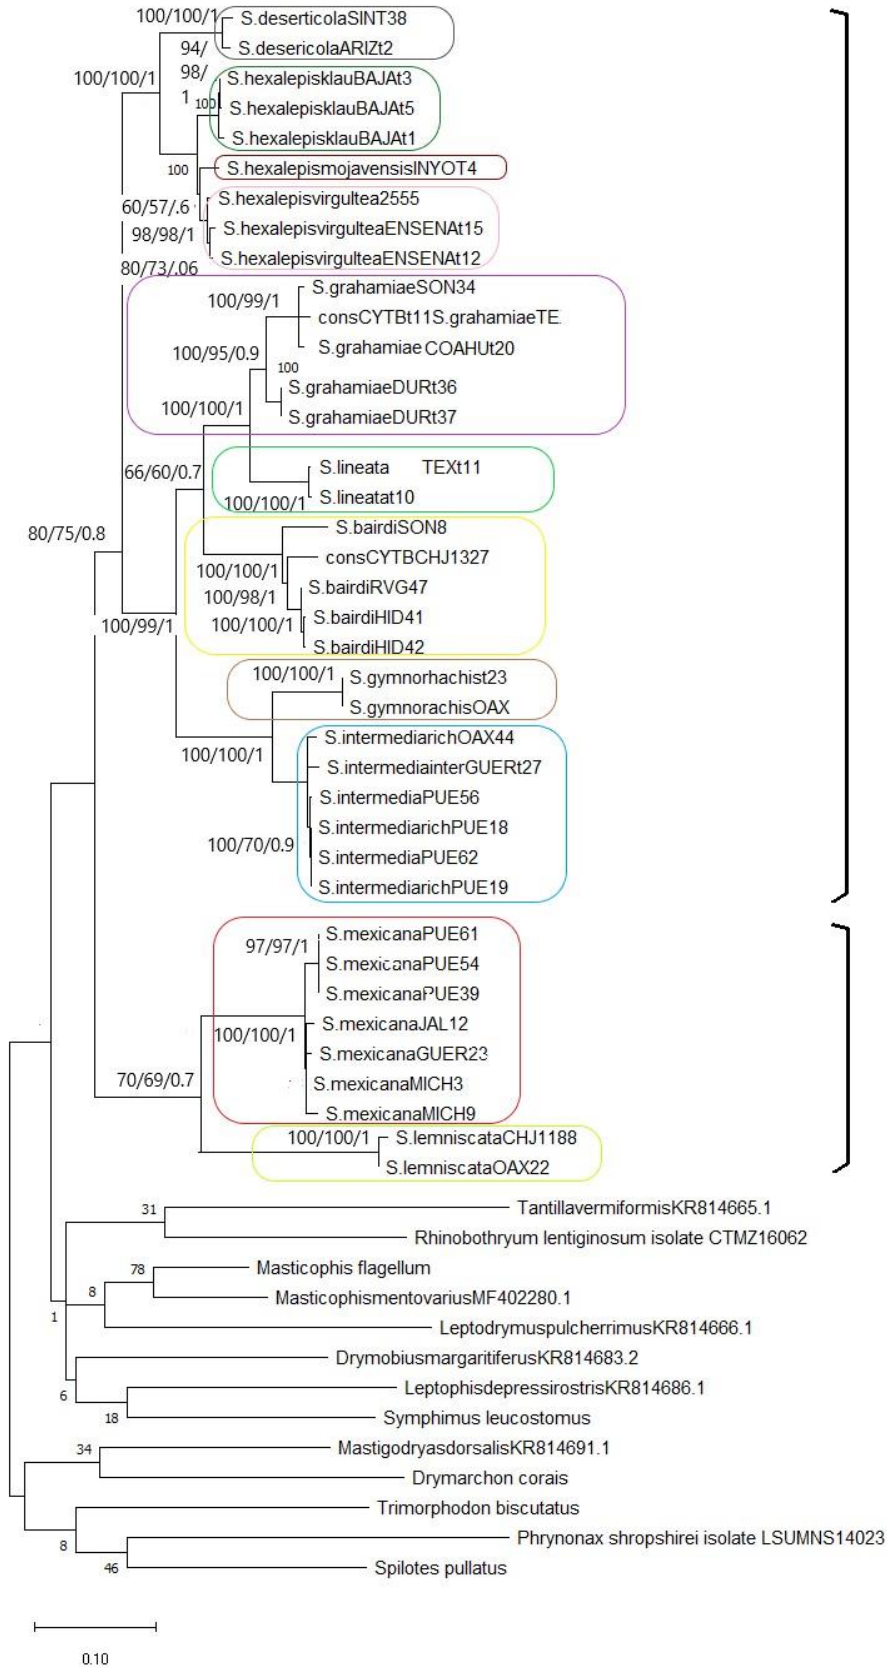 100/100/1
S.deserticolaSINT38
94/
S.desericolaARIZt2
98/
100/100/1
S.hexalepisklauBAJAt3
1
100
S.hexalepisklauBAJAt5
S.hexalepisklauBAJAt1
100
S.hexalepismojavensisINYOT4
S.hexalepisvirgultea2555
60/57/.6
S.hexalepisvirgulteaENSENAt15
98/98/1
S.hexalepisvirgulteaENSENAt12
80/73/.06
S.grahamiaeSON34
100/99/1
consCYTBt11S.grahamiaeTE
S.grahamiae COAHUt20
100/95/0.9
100
S.grahamiaeDURt36
100/100/1
S.grahamiaeDURt37
S.lineata TEXt11
66/60/0.7
S.lineatat10
100/100/1
S.bairdiSON8
80/75/0.8
consCYTBCHJ1327
100/100/1
S.bairdiRVG47
100/98/1
S.bairdiHID41
100/100/1
100/99/1
S.bairdiHID42
100/100/1
S.gymnorhachist23
S.gymnorachisOAX
S.intermediarichOAX44
100/100/1
S.intermediainterGUERt27
S.intermediaPUE56
S.intermediarichPUE18
100/70/0.9
S.intermediaPUE62
S.intermediarichPUE19
S.mexicanaPUE61
97/97/1
S.mexicanaPUE54
S.mexicanaPUE39
S.mexicanaJAL12
100/100/1
S.mexicanaGUER23
70/69/0.7
S.mexicanaMICH3
S.mexicanaMICH9
100/100/1
S.lemniscataCHJ1188
S.lemniscataOAX22
31
TantillavermiformisKR814665.1
Rhinobothryum lentiginosum isolate CTMZ16062
78
Masticophis flagellum
8
MasticophismentovariusMF402280.1
1
LeptodrymuspulcherrimusKR814666.1
DrymobiusmargaritiferusKR814683.2
6
LeptophisdepressirostrisKR814686.1
18
Symphimus leucostomus
34
MastigodryasdorsalisKR814691.1
Drymarchon corais
Trimorphodon biscutatus
8
Phrynonax shropshirei isolate LSUMNS14023
46
Spilotes pullatus
0.10